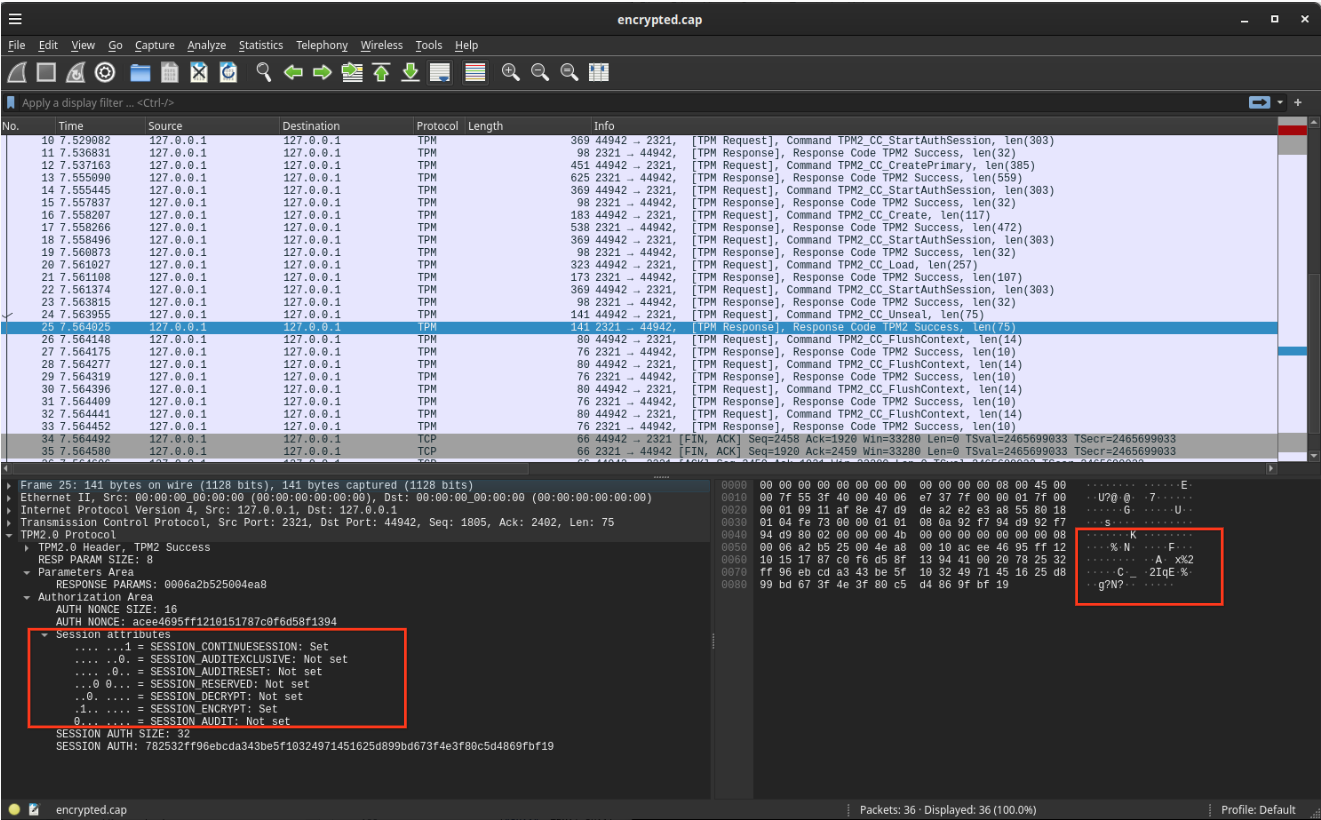 encrypted.cap
File Edit View Go Capture Analyze Statistics Telephony Wireless Tools Help
Apply a display filter ... <Ctrl-/>
No. Time Source Destination Protocol Length Info
10 7.529082 127.0.0.1 127.0.0.1 TPM 369 44942 → 2321, [TPM Request], Command TPM2_CC_StartAuthSession, len(303)
11 7.536831 127.0.0.1 127.0.0.1 TPM 98 2321 → 44942, [TPM Response], Response Code TPM2 Success, len(32)
12 7.537163 127.0.0.1 127.0.0.1 TPM 451 44942 → 2321, [TPM Request], Command TPM2_CC_CreatePrimary, len(385)
13 7.555090 127.0.0.1 127.0.0.1 TPM 625 2321 → 44942, [TPM Response], Response Code TPM2 Success, len(559)
14 7.555445 127.0.0.1 127.0.0.1 TPM 369 44942 → 2321, [TPM Request], Command TPM2_CC_StartAuthSession, len(303)
15 7.557837 127.0.0.1 127.0.0.1 TPM 98 2321 → 44942, [TPM Response], Response Code TPM2 Success, len(32)
16 7.558207 127.0.0.1 127.0.0.1 TPM 183 44942 → 2321, [TPM Request], Command TPM2_CC_Create, len(117)
17 7.558266 127.0.0.1 127.0.0.1 TPM 538 2321 → 44942, [TPM Response], Response Code TPM2 Success, len(472)
18 7.558496 127.0.0.1 127.0.0.1 TPM 369 44942 → 2321, [TPM Request], Command TPM2_CC_StartAuthSession, len(303)
19 7.560873 127.0.0.1 127.0.0.1 TPM 98 2321 → 44942, [TPM Response], Response Code TPM2 Success, len(32)
20 7.561027 127.0.0.1 127.0.0.1 TPM 323 44942 → 2321, [TPM Request], Command TPM2_CC_Load, len(257)
21 7.561108 127.0.0.1 127.0.0.1 TPM 173 2321 → 44942, [TPM Response], Response Code TPM2 Success, len(107)
22 7.561374 127.0.0.1 127.0.0.1 TPM 369 44942 → 2321, [TPM Request], Command TPM2_CC_StartAuthSession, len(303)
23 7.563815 127.0.0.1 127.0.0.1 TPM 98 2321 → 44942, [TPM Response], Response Code TPM2 Success, len(32)
24 7.563955 127.0.0.1 127.0.0.1 TPM 141 44942 → 2321, [TPM Request], Command TPM2_CC_Unseal, len(75)
25 7.564025 127.0.0.1 127.0.0.1 TPM 141 2321 → 44942, [TPM Response], Response Code TPM2 Success, len(75)
26 7.564148 127.0.0.1 127.0.0.1 TPM 80 44942 → 2321, [TPM Request], Command TPM2_CC_FlushContext, len(14)
27 7.564175 127.0.0.1 127.0.0.1 TPM 76 2321 → 44942, [TPM Response], Response Code TPM2 Success, len(10)
28 7.564277 127.0.0.1 127.0.0.1 TPM 80 44942 → 2321, [TPM Request], Command TPM2_CC_FlushContext, len(14)
29 7.564319 127.0.0.1 127.0.0.1 TPM 76 2321 → 44942, [TPM Response], Response Code TPM2 Success, len(10)
30 7.564396 127.0.0.1 127.0.0.1 TPM 80 44942 → 2321, [TPM Request], Command TPM2_CC_FlushContext, len(14)
31 7.564409 127.0.0.1 127.0.0.1 TPM 76 2321 → 44942, [TPM Response], Response Code TPM2 Success, len(10)
32 7.564441 127.0.0.1 127.0.0.1 TPM 80 44942 → 2321, [TPM Request], Command TPM2_CC_FlushContext, len(14)
33 7.564452 127.0.0.1 127.0.0.1 TPM 76 2321 → 44942, [TPM Response], Response Code TPM2 Success, len(10)
34 7.564492 127.0.0.1 127.0.0.1 TCP 66 44942 → 2321 [FIN, ACK] Seq=2458 Ack=1920 Win=33280 Len=0 TSval=2465699033 TSecr=2465699033
35 7.564580 127.0.0.1 127.0.0.1 TCP 66 2321 → 44942 [FIN, ACK] Seq=1920 Ack=2459 Win=33280 Len=0 TSval=2465699033 TSecr=2465699033
Frame 25: 141 bytes on wire (1128 bits), 141 bytes captured (1128 bits)
Ethernet II, Src: 00:00:00_00:00:00 (00:00:00:00:00:00), Dst: 00:00:00_00:00:00 (00:00:00:00:00:00)
Internet Protocol Version 4, Src: 127.0.0.1, Dst: 127.0.0.1
Transmission Control Protocol, Src Port: 2321, Dst Port: 44942, Seq: 1805, Ack: 2402, Len: 75
TPM2.0 Protocol
TPM2.0 Header, TPM2 Success
RESP PARAM SIZE: 8
Parameters Area
RESPONSE PARAMS: 0006a2b525004ea8
Authorization Area
AUTH NONCE SIZE: 16
AUTH NONCE: acee4695ff1210151787c0f6d58f1394
Session attributes
.... ...1 = SESSION_CONTINUESESSION: Set
.... ..0. = SESSION_AUDITEXCLUSIVE: Not set
.... .0.. = SESSION_AUDITRESET: Not set
...0 0... = SESSION_RESERVED: Not set
..0. .... = SESSION_DECRYPT: Not set
.1.. .... = SESSION_ENCRYPT: Set
0... .... = SESSION_AUDIT: Not set
SESSION AUTH SIZE: 32
SESSION AUTH: 782532ff96ebcda343be5f10324971451625d899bd673f4e3f80c5d4869fbf19
0000 00 00 00 00 00 00 00 00 00 00 00 00 08 00 45 00 ········ ······E·
0010 00 7f 55 3f 40 00 40 06 e7 37 7f 00 00 01 7f 00 ··U?@·@· ·7······
0020 00 01 09 11 af 8e 47 d9 de a2 e2 e3 a8 55 80 18 ······G· ·····U··
0030 01 04 fe 73 00 00 01 01 08 0a 92 f7 94 d9 92 f7 ···s···· ········
0040 94 d9 80 02 00 00 00 4b 00 00 00 00 00 00 00 08 ·······K ········
0050 00 06 a2 b5 25 00 4e a8 00 10 ac ee 46 95 ff 12 ····%·N· ····F···
0060 10 15 17 87 c0 f6 d5 8f 13 94 41 00 20 78 25 32 ········ ··A· x%2
0070 ff 96 eb cd a3 43 be 5f 10 32 49 71 45 16 25 d8 ·····C·_ ·2IqE·%·
0080 99 bd 67 3f 4e 3f 80 c5 d4 86 9f bf 19 ··g?N?·· ·····
encrypted.cap
Packets: 36 · Displayed: 36 (100.0%)
Profile: Default